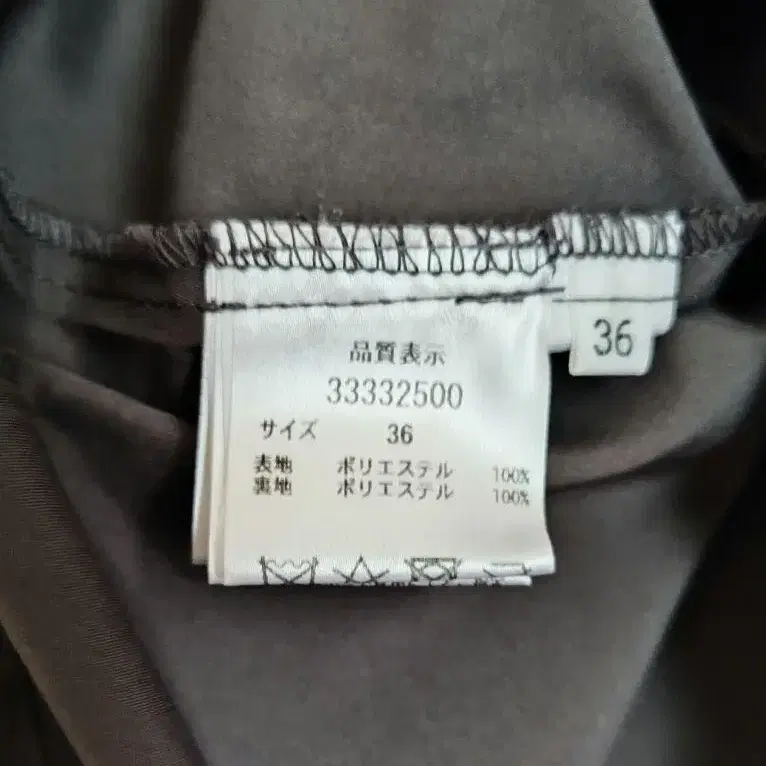 品質表示
33332500
サイズ 36
表地 ポリエステル 100%
裏地 ポリエステル 100%
36